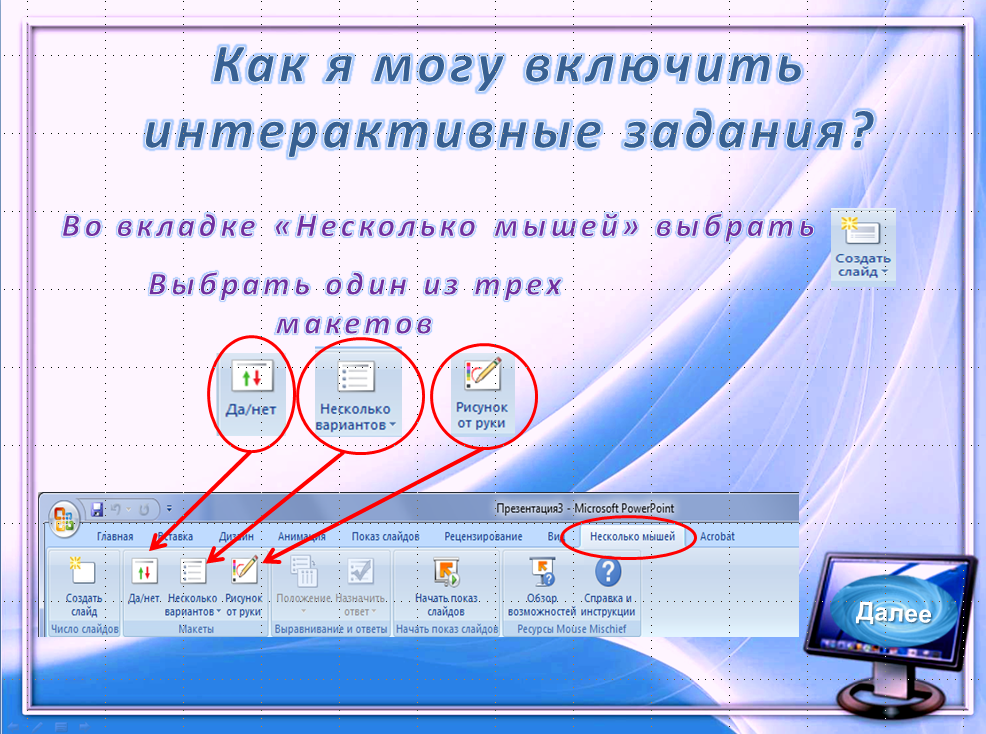 Как я могу включить
интерактивные задания?
Во вкладке «Несколько мышей» выбрать
Создать
слайд
Выбрать один из трех
макетов
Да/нет
Несколько
вариантов
Рисунок
от руки
Презентация3 - Microsoft PowerPoint
Главная Вставка Дизайн Анимация Показ слайдов Рецензирование Вид Несколько мышей Acrobat
Создать
слайд
Да/нет
Несколько
вариантов
Рисунок
от руки
Положение
Назначить
ответ
Начать показ
слайдов
Обзор
возможностей
Справка и
инструкции
Число слайдов Макеты Выравнивание и ответы Начать показ слайдов Ресурсы Mouse Mischief
Далее